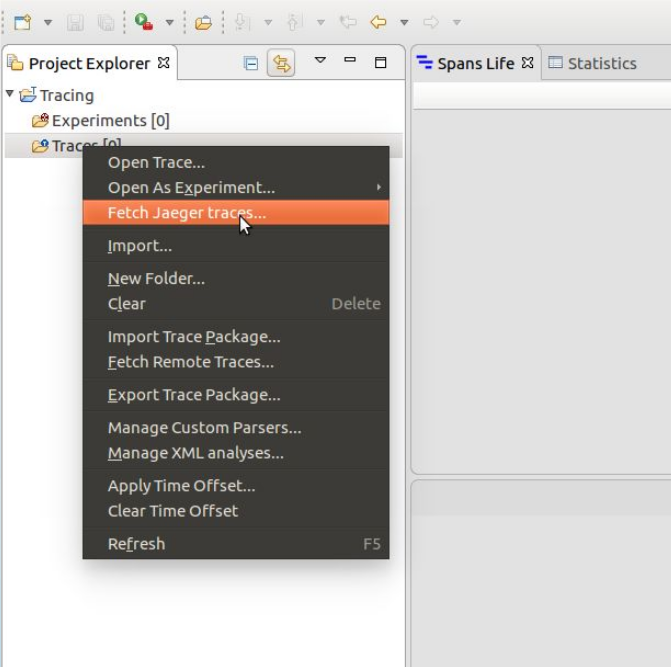 Project Explorer
Spans Life
Statistics
Tracing
Experiments [0]
Traces [0]
Open Trace...
Open As Experiment...
Fetch Jaeger traces...
Import...
New Folder...
Clear Delete
Import Trace Package...
Fetch Remote Traces...
Export Trace Package...
Manage Custom Parsers...
Manage XML analyses...
Apply Time Offset...
Clear Time Offset
Refresh F5